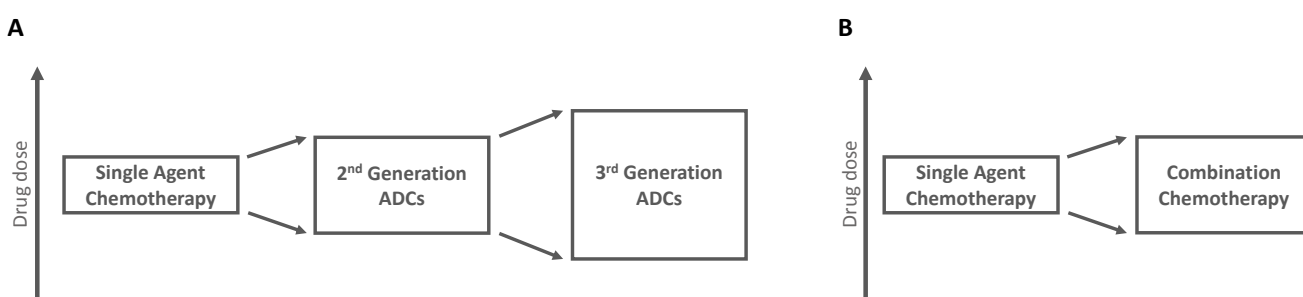 A
B
Drug dose
Single Agent
Chemotherapy
2nd Generation
ADCs
3rd Generation
ADCs
Drug dose
Single Agent
Chemotherapy
Combination
Chemotherapy